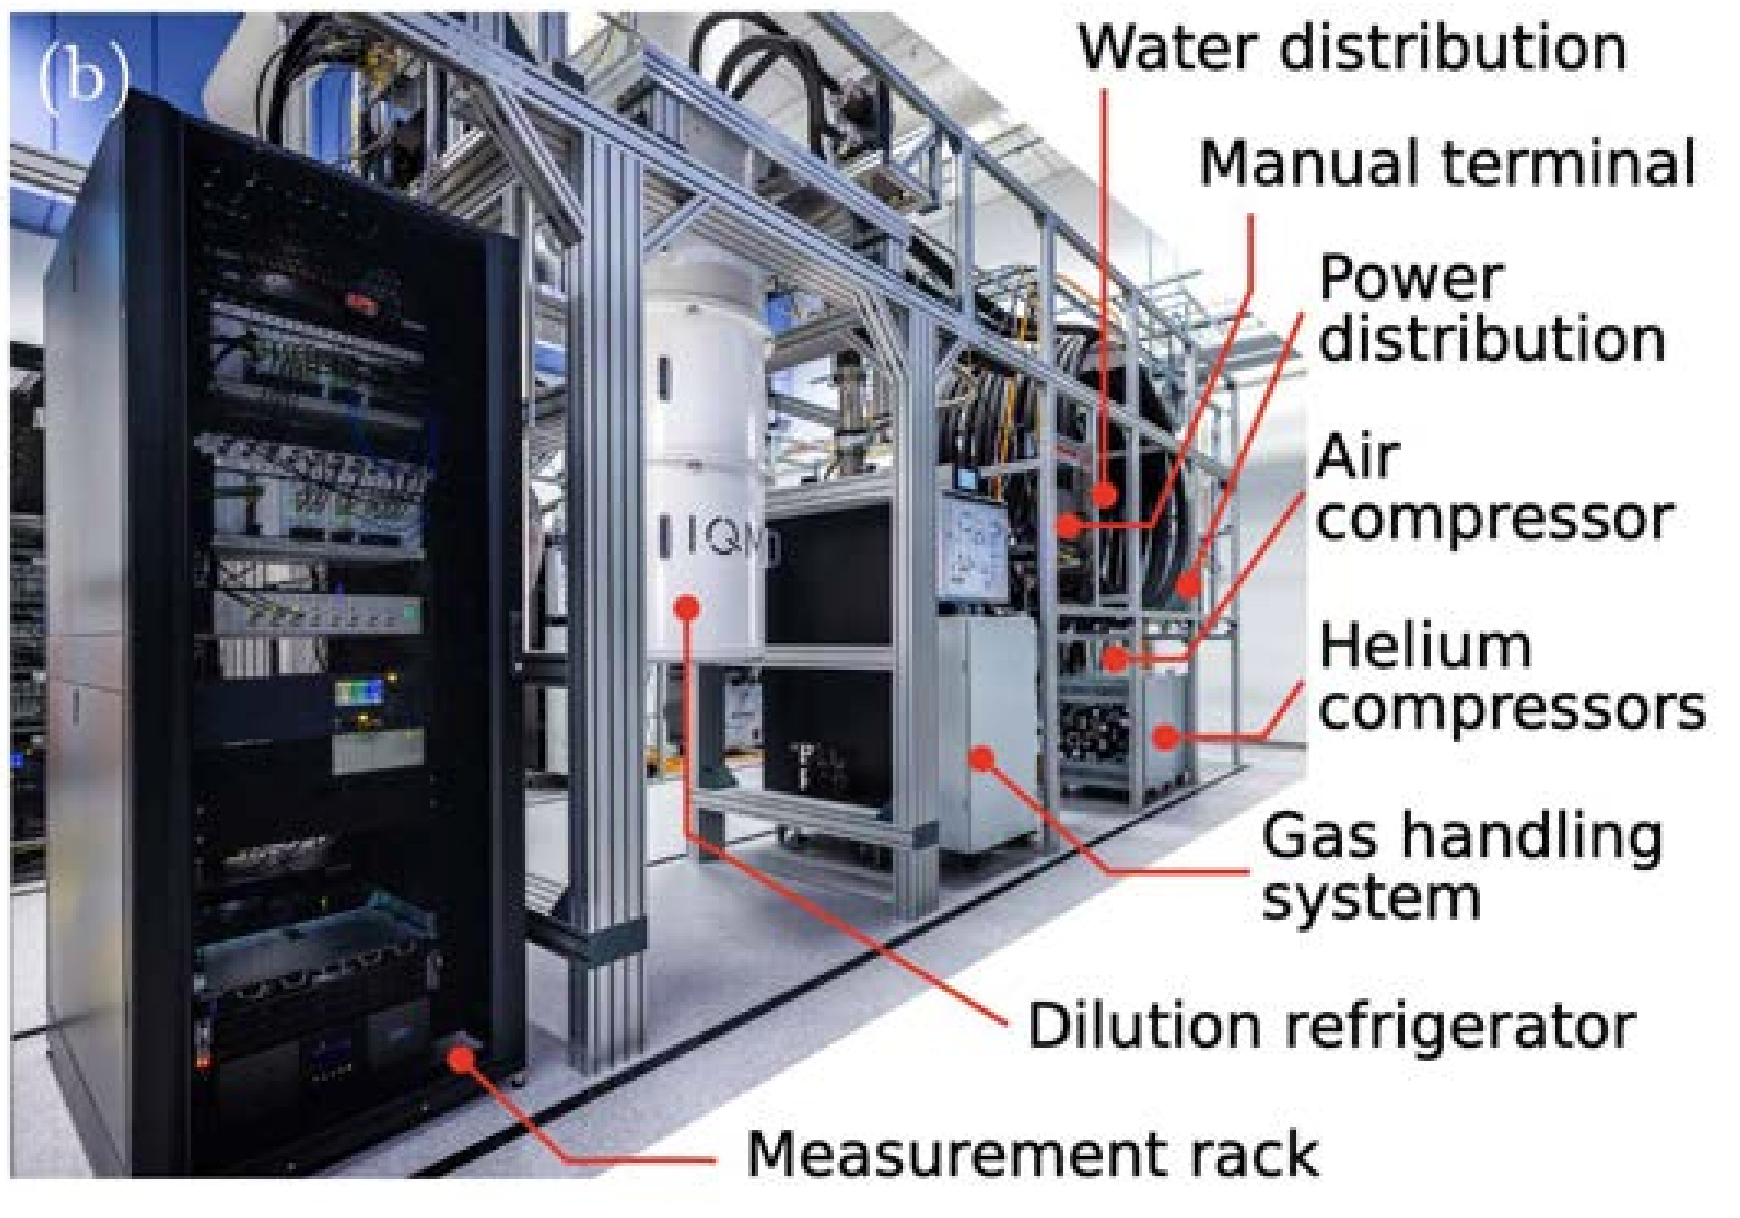 (b)
Water distribution
Manual terminal
Power
distribution
Air
compressor
Helium
compressors
IQM
Gas handling
system
Dilution refrigerator
Measurement rack